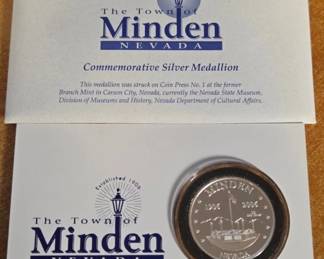 The Town of
Minden
NEVADA
Commemorative Silver Medallion
This medallion was struck on Coin Press No. 1 at the former
Branch Mint in Carson City, Nevada, currently the Nevada State Museum,
Division of Museums and History, Nevada Department of Cultural Affairs.
Established 1906
The Town of
Minden
NEVADA
MINDEN
1906 2006
NEVADA